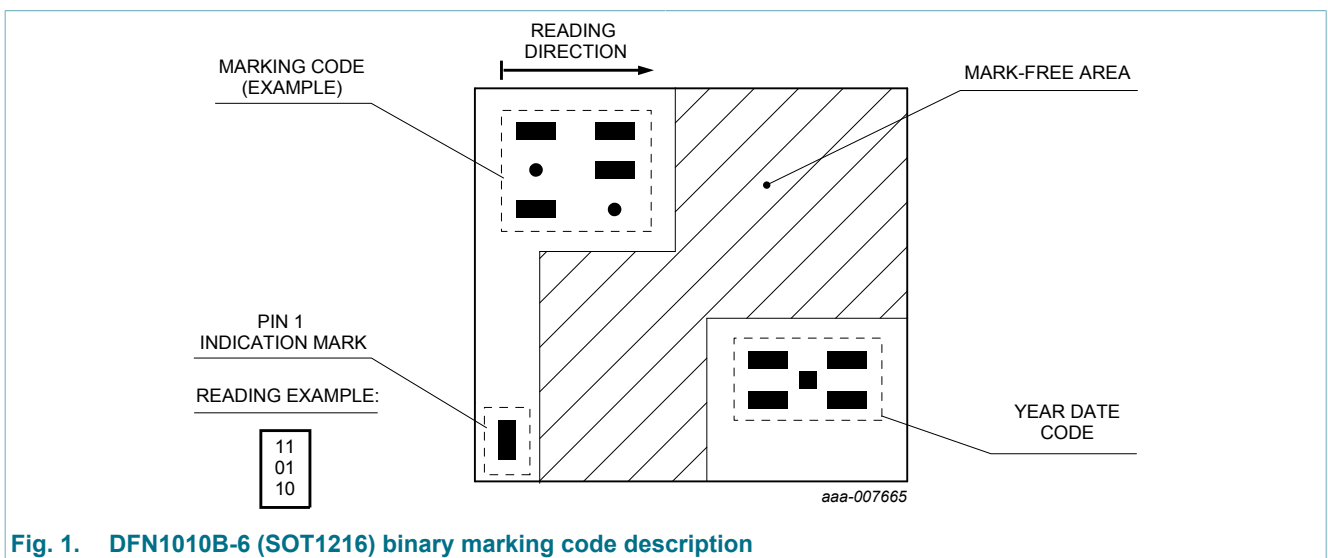 READING
DIRECTION
MARKING CODE
(EXAMPLE)
MARK-FREE AREA
PIN 1
INDICATION MARK
READING EXAMPLE:
11
01
10
YEAR DATE
CODE
aaa-007665
Fig. 1. DFN1010B-6 (SOT1216) binary marking code description